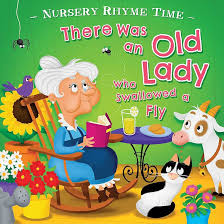 - NURSERY RHYME TIME -
There Was
an Old
Lady
who
Swallowed a
Fly